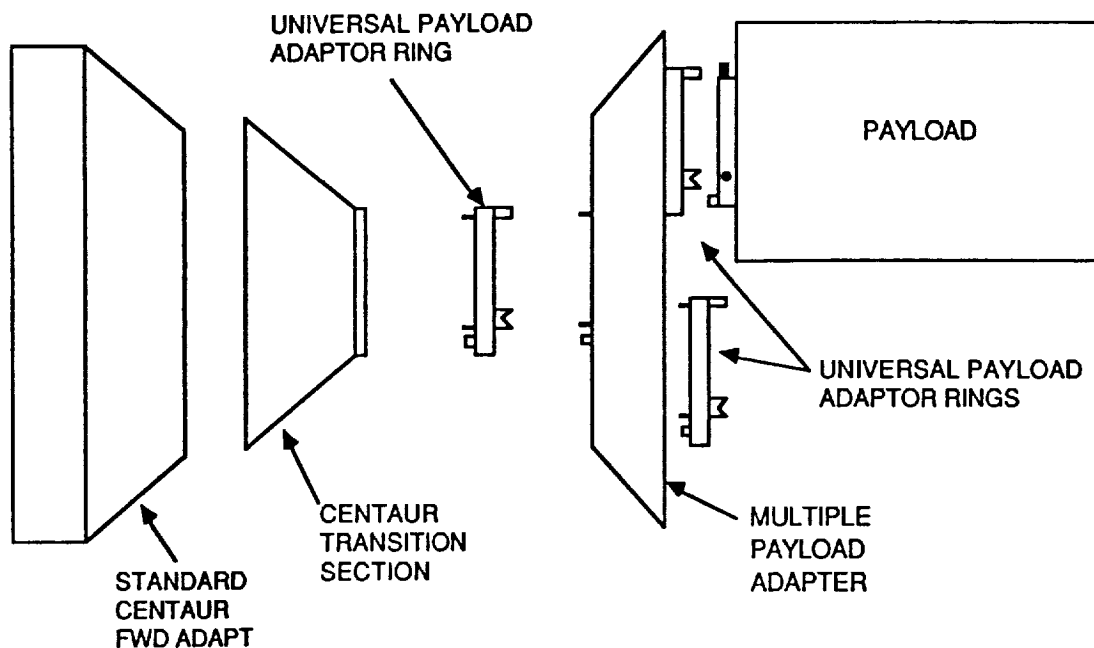 UNIVERSAL PAYLOAD
ADAPTOR RING
PAYLOAD
UNIVERSAL PAYLOAD
ADAPTOR RINGS
CENTAUR
TRANSITION
SECTION
MULTIPLE
PAYLOAD
ADAPTER
STANDARD
CENTAUR
FWD ADAPT